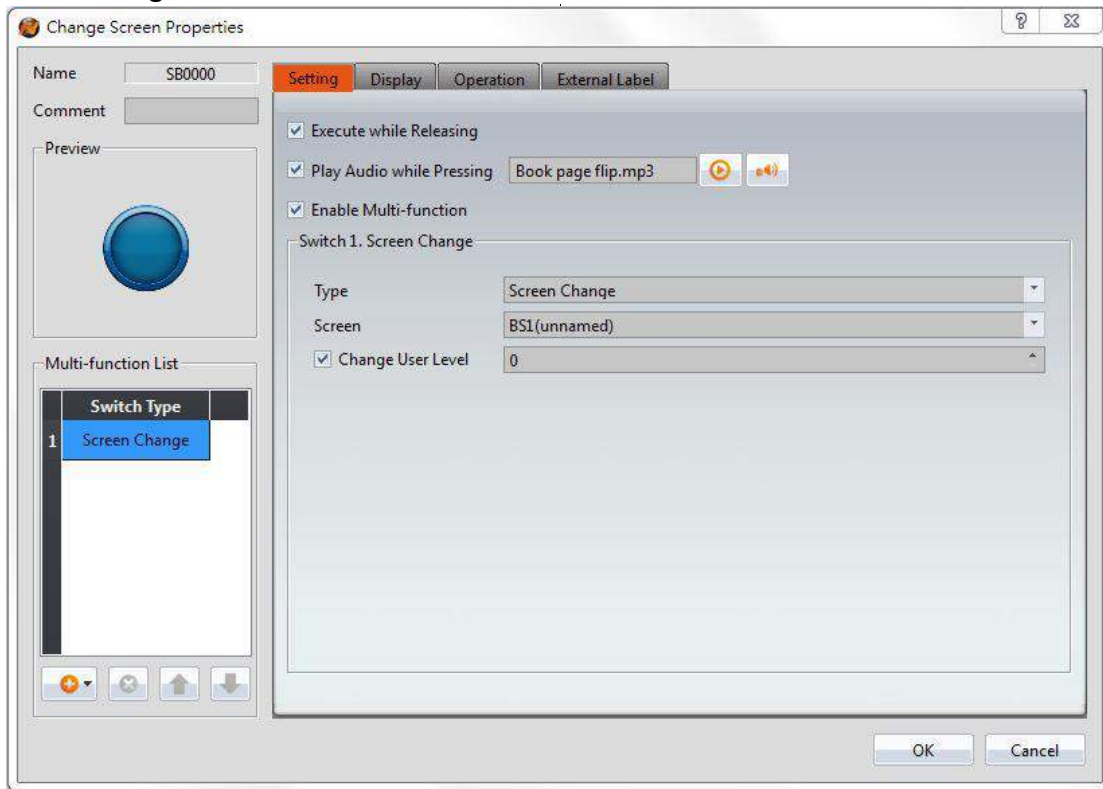 Change Screen Properties
Name SB0000
Comment
Preview
Multi-function List
Switch Type
1 Screen Change
Setting Display Operation External Label
Execute while Releasing
Play Audio while Pressing Book page flip.mp3
Enable Multi-function
Switch 1. Screen Change
Type Screen Change
Screen BS1(unnamed)
Change User Level 0
OK Cancel